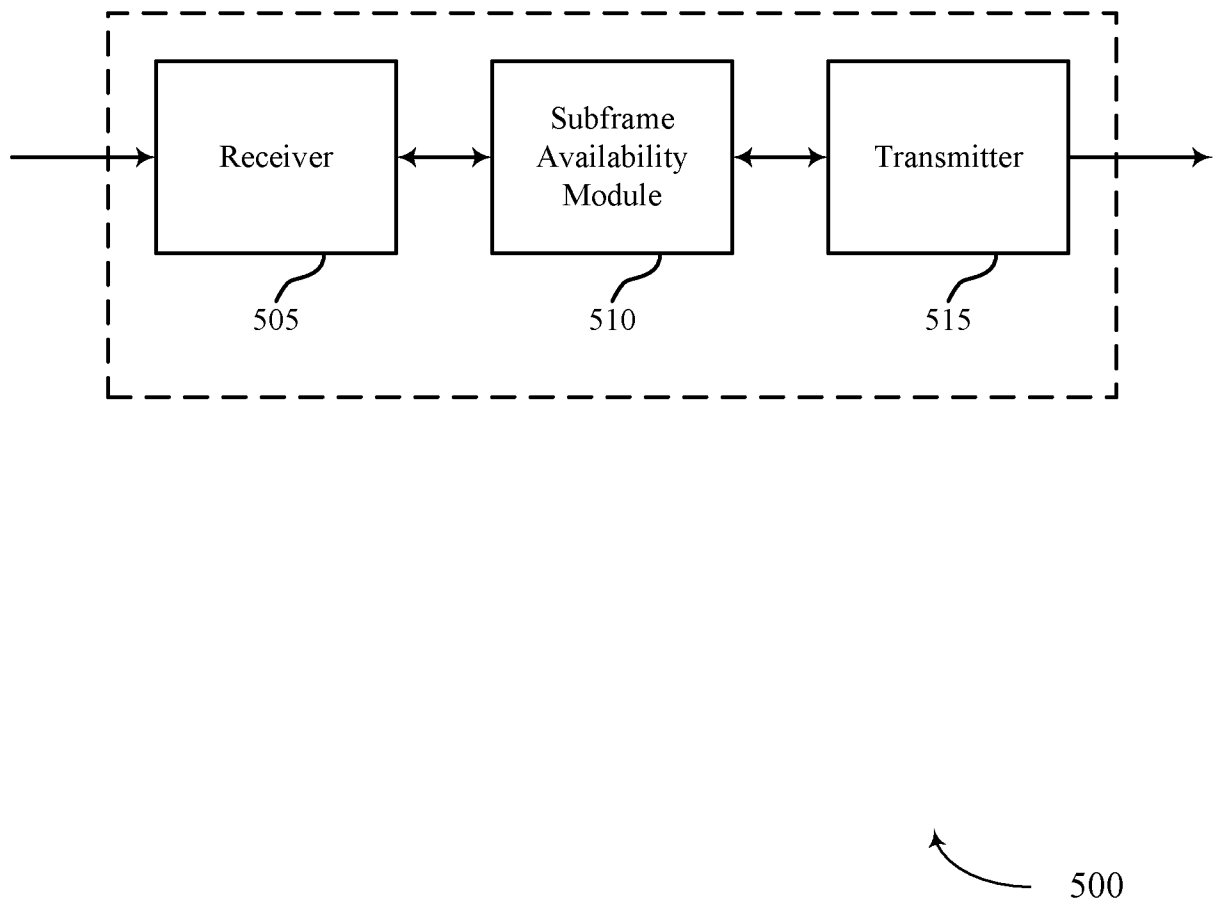 Receiver
Subframe
Availability
Module
Transmitter
505
510
515
500